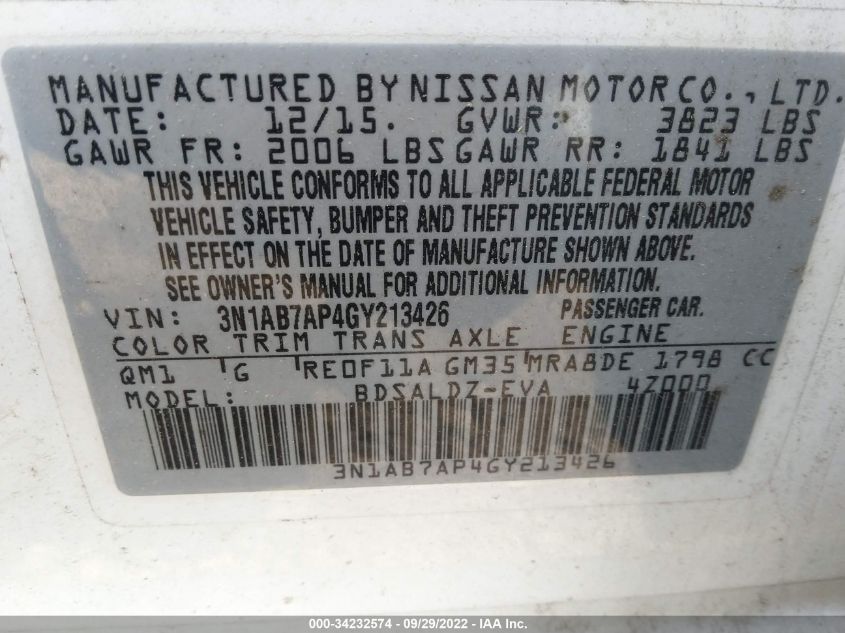 MANUFACTURED BY NISSAN MOTOR CO., LTD.
DATE: 12/15. GVWR: 3823 LBS
GAWR FR: 2006 LBS GAWR RR: 1841 LBS
THIS VEHICLE CONFORMS TO ALL APPLICABLE FEDERAL MOTOR
VEHICLE SAFETY, BUMPER AND THEFT PREVENTION STANDARDS
IN EFFECT ON THE DATE OF MANUFACTURE SHOWN ABOVE.
SEE OWNER'S MANUAL FOR ADDITIONAL INFORMATION.
VIN: 3N1AB7AP4GY213426 PASSENGER CAR.
COLOR TRIM TRANS AXLE ENGINE
QM1 G RE0F11A GM35 MRA8DE 1798 CC
MODEL: BDSALDZ-EVA 4Z000
3N1AB7AP4GY213426
000-34232574 - 09/29/2022 - IAA Inc.